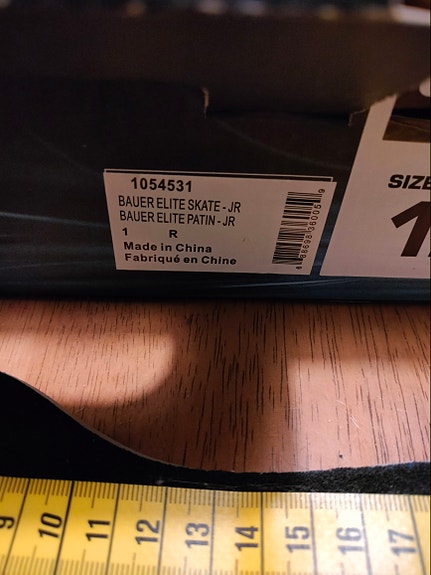 1054531
BAUER ELITE SKATE - JR
BAUER ELITE PATIN - JR
1 R
Made in China
Fabriqué en Chine
SIZE
1
9 10 11 12 13 14 15 16 17